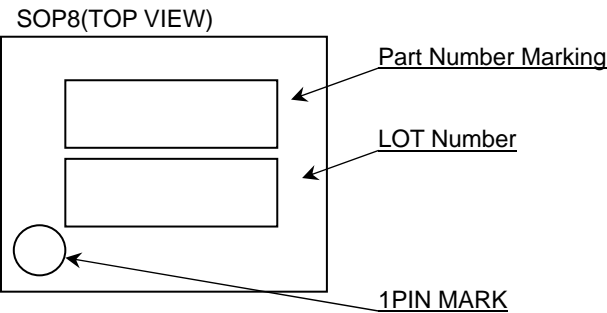 SOP8(TOP VIEW)
Part Number Marking
LOT Number
1PIN MARK